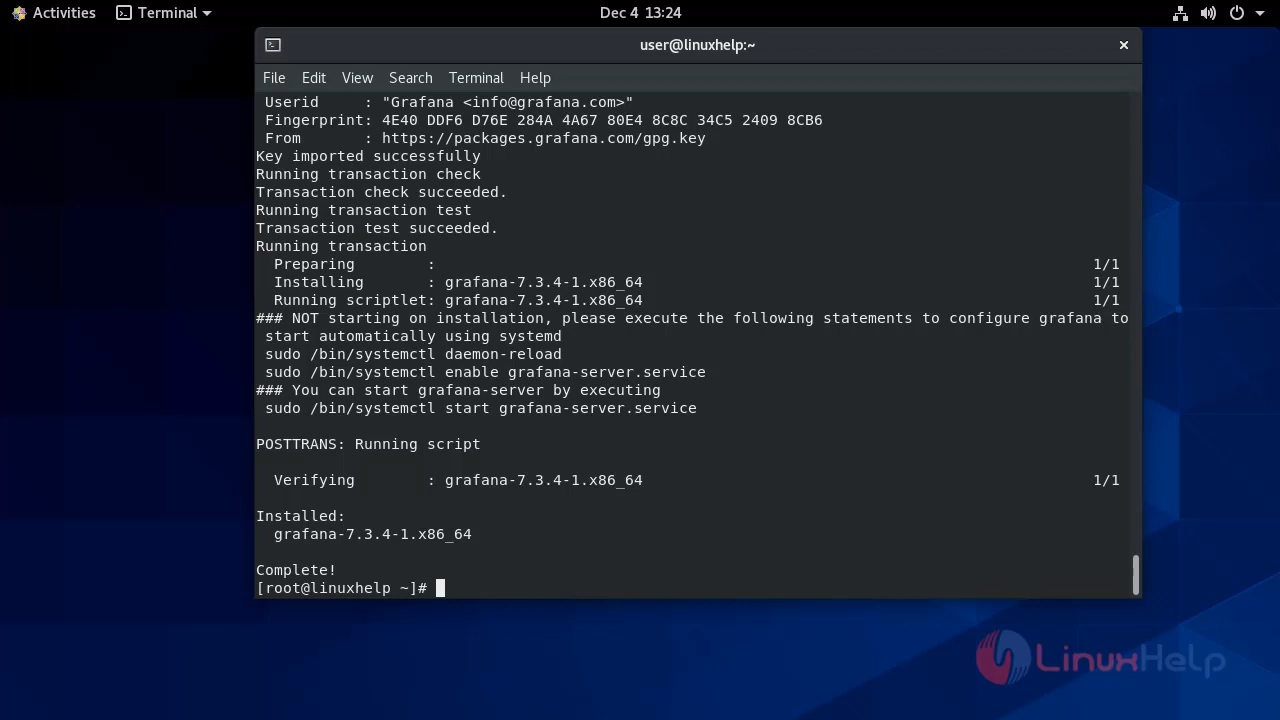 Activities Terminal Dec 4 13:24
user@linuxhelp:~
File Edit View Search Terminal Help
Userid     : "Grafana <info@grafana.com>"
Fingerprint: 4E40 DDF6 D76E 284A 4A67 80E4 8C8C 34C5 2409 8CB6
From       : https://packages.grafana.com/gpg.key
Key imported successfully
Running transaction check
Transaction check succeeded.
Running transaction test
Transaction test succeeded.
Running transaction
Preparing        : 1/1
Installing       : grafana-7.3.4-1.x86_64 1/1
Running scriptlet: grafana-7.3.4-1.x86_64 1/1
### NOT starting on installation, please execute the following statements to configure grafana to
start automatically using systemd
sudo /bin/systemctl daemon-reload
sudo /bin/systemctl enable grafana-server.service
### You can start grafana-server by executing
sudo /bin/systemctl start grafana-server.service
POSTTRANS: Running script
Verifying        : grafana-7.3.4-1.x86_64 1/1
Installed:
grafana-7.3.4-1.x86_64
Complete!
[root@linuxhelp ~]#
LinuxHelp